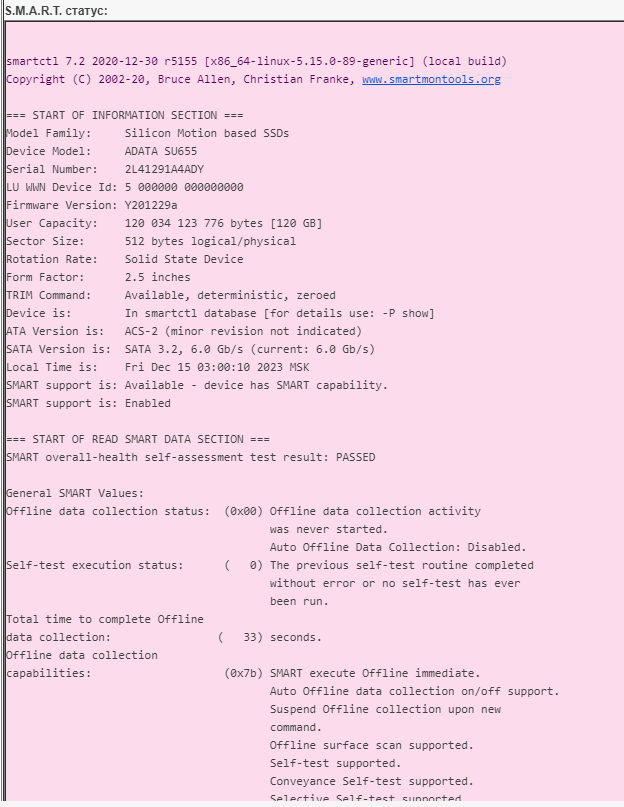 S.M.A.R.T. статус:
smartctl 7.2 2020-12-30 r5155 [x86_64-linux-5.15.0-89-generic] (local build)
Copyright (C) 2002-20, Bruce Allen, Christian Franke, www.smartmontools.org
=== START OF INFORMATION SECTION ===
Model Family:     Silicon Motion based SSDs
Device Model:     ADATA SU655
Serial Number:    2L41291A4ADY
LU WWN Device Id: 5 000000 000000000
Firmware Version: Y201229a
User Capacity:    120 034 123 776 bytes [120 GB]
Sector Size:      512 bytes logical/physical
Rotation Rate:    Solid State Device
Form Factor:      2.5 inches
TRIM Command:     Available, deterministic, zeroed
Device is:        In smartctl database [for details use: -P show]
ATA Version is:   ACS-2 (minor revision not indicated)
SATA Version is:  SATA 3.2, 6.0 Gb/s (current: 6.0 Gb/s)
Local Time is:    Fri Dec 15 03:00:10 2023 MSK
SMART support is: Available - device has SMART capability.
SMART support is: Enabled
=== START OF READ SMART DATA SECTION ===
SMART overall-health self-assessment test result: PASSED
General SMART Values:
Offline data collection status:  (0x00) Offline data collection activity
was never started.
Auto Offline Data Collection: Disabled.
Self-test execution status:      (   0) The previous self-test routine completed
without error or no self-test has ever
been run.
Total time to complete Offline
data collection:                (   33) seconds.
Offline data collection
capabilities:                    (0x7b) SMART execute Offline immediate.
Auto Offline data collection on/off support.
Suspend Offline collection upon new
command.
Offline surface scan supported.
Self-test supported.
Conveyance Self-test supported.
Selective Self-test supported.